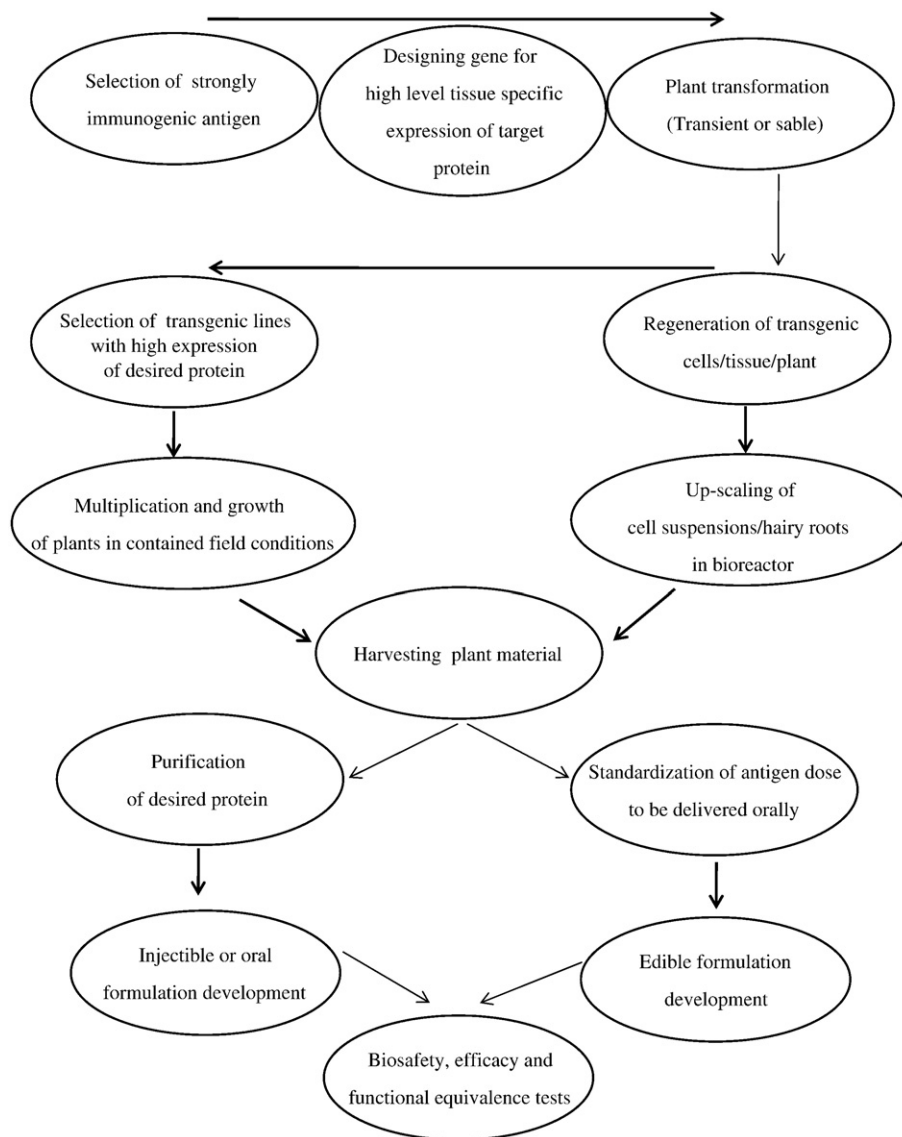 Selection of strongly
immunogenic antigen
Designing gene for
high level tissue specific
expression of target
protein
Plant transformation
(Transient or sable)
Selection of transgenic lines
with high expression
of desired protein
Regeneration of transgenic
cells/tissue/plant
Multiplication and growth
of plants in contained field conditions
Up-scaling of
cell suspensions/hairy roots
in bioreactor
Harvesting plant material
Purification
of desired protein
Standardization of antigen dose
to be delivered orally
Injectible or oral
formulation development
Edible formulation
development
Biosafety, efficacy and
functional equivalence tests